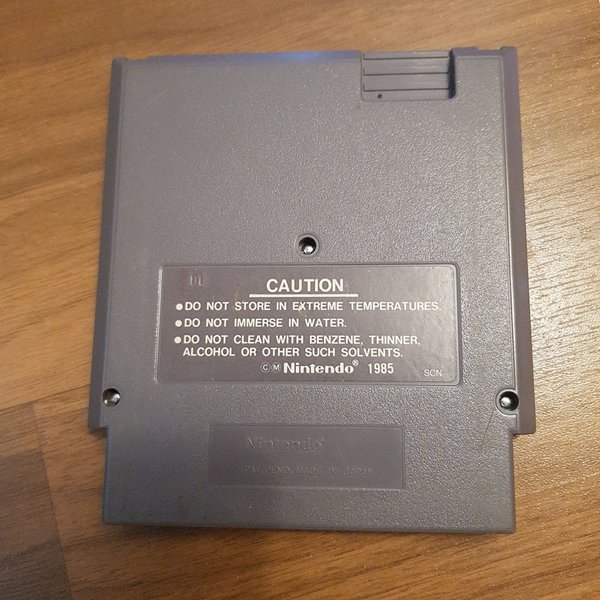 CAUTION
●DO NOT STORE IN EXTREME TEMPERATURES.
●DO NOT IMMERSE IN WATER.
●DO NOT CLEAN WITH BENZENE, THINNER,
ALCOHOL OR OTHER SUCH SOLVENTS.
ⒸⓂ Nintendo® 1985
SCN
Nintendo®
PAT.PEND. MADE IN JAPAN